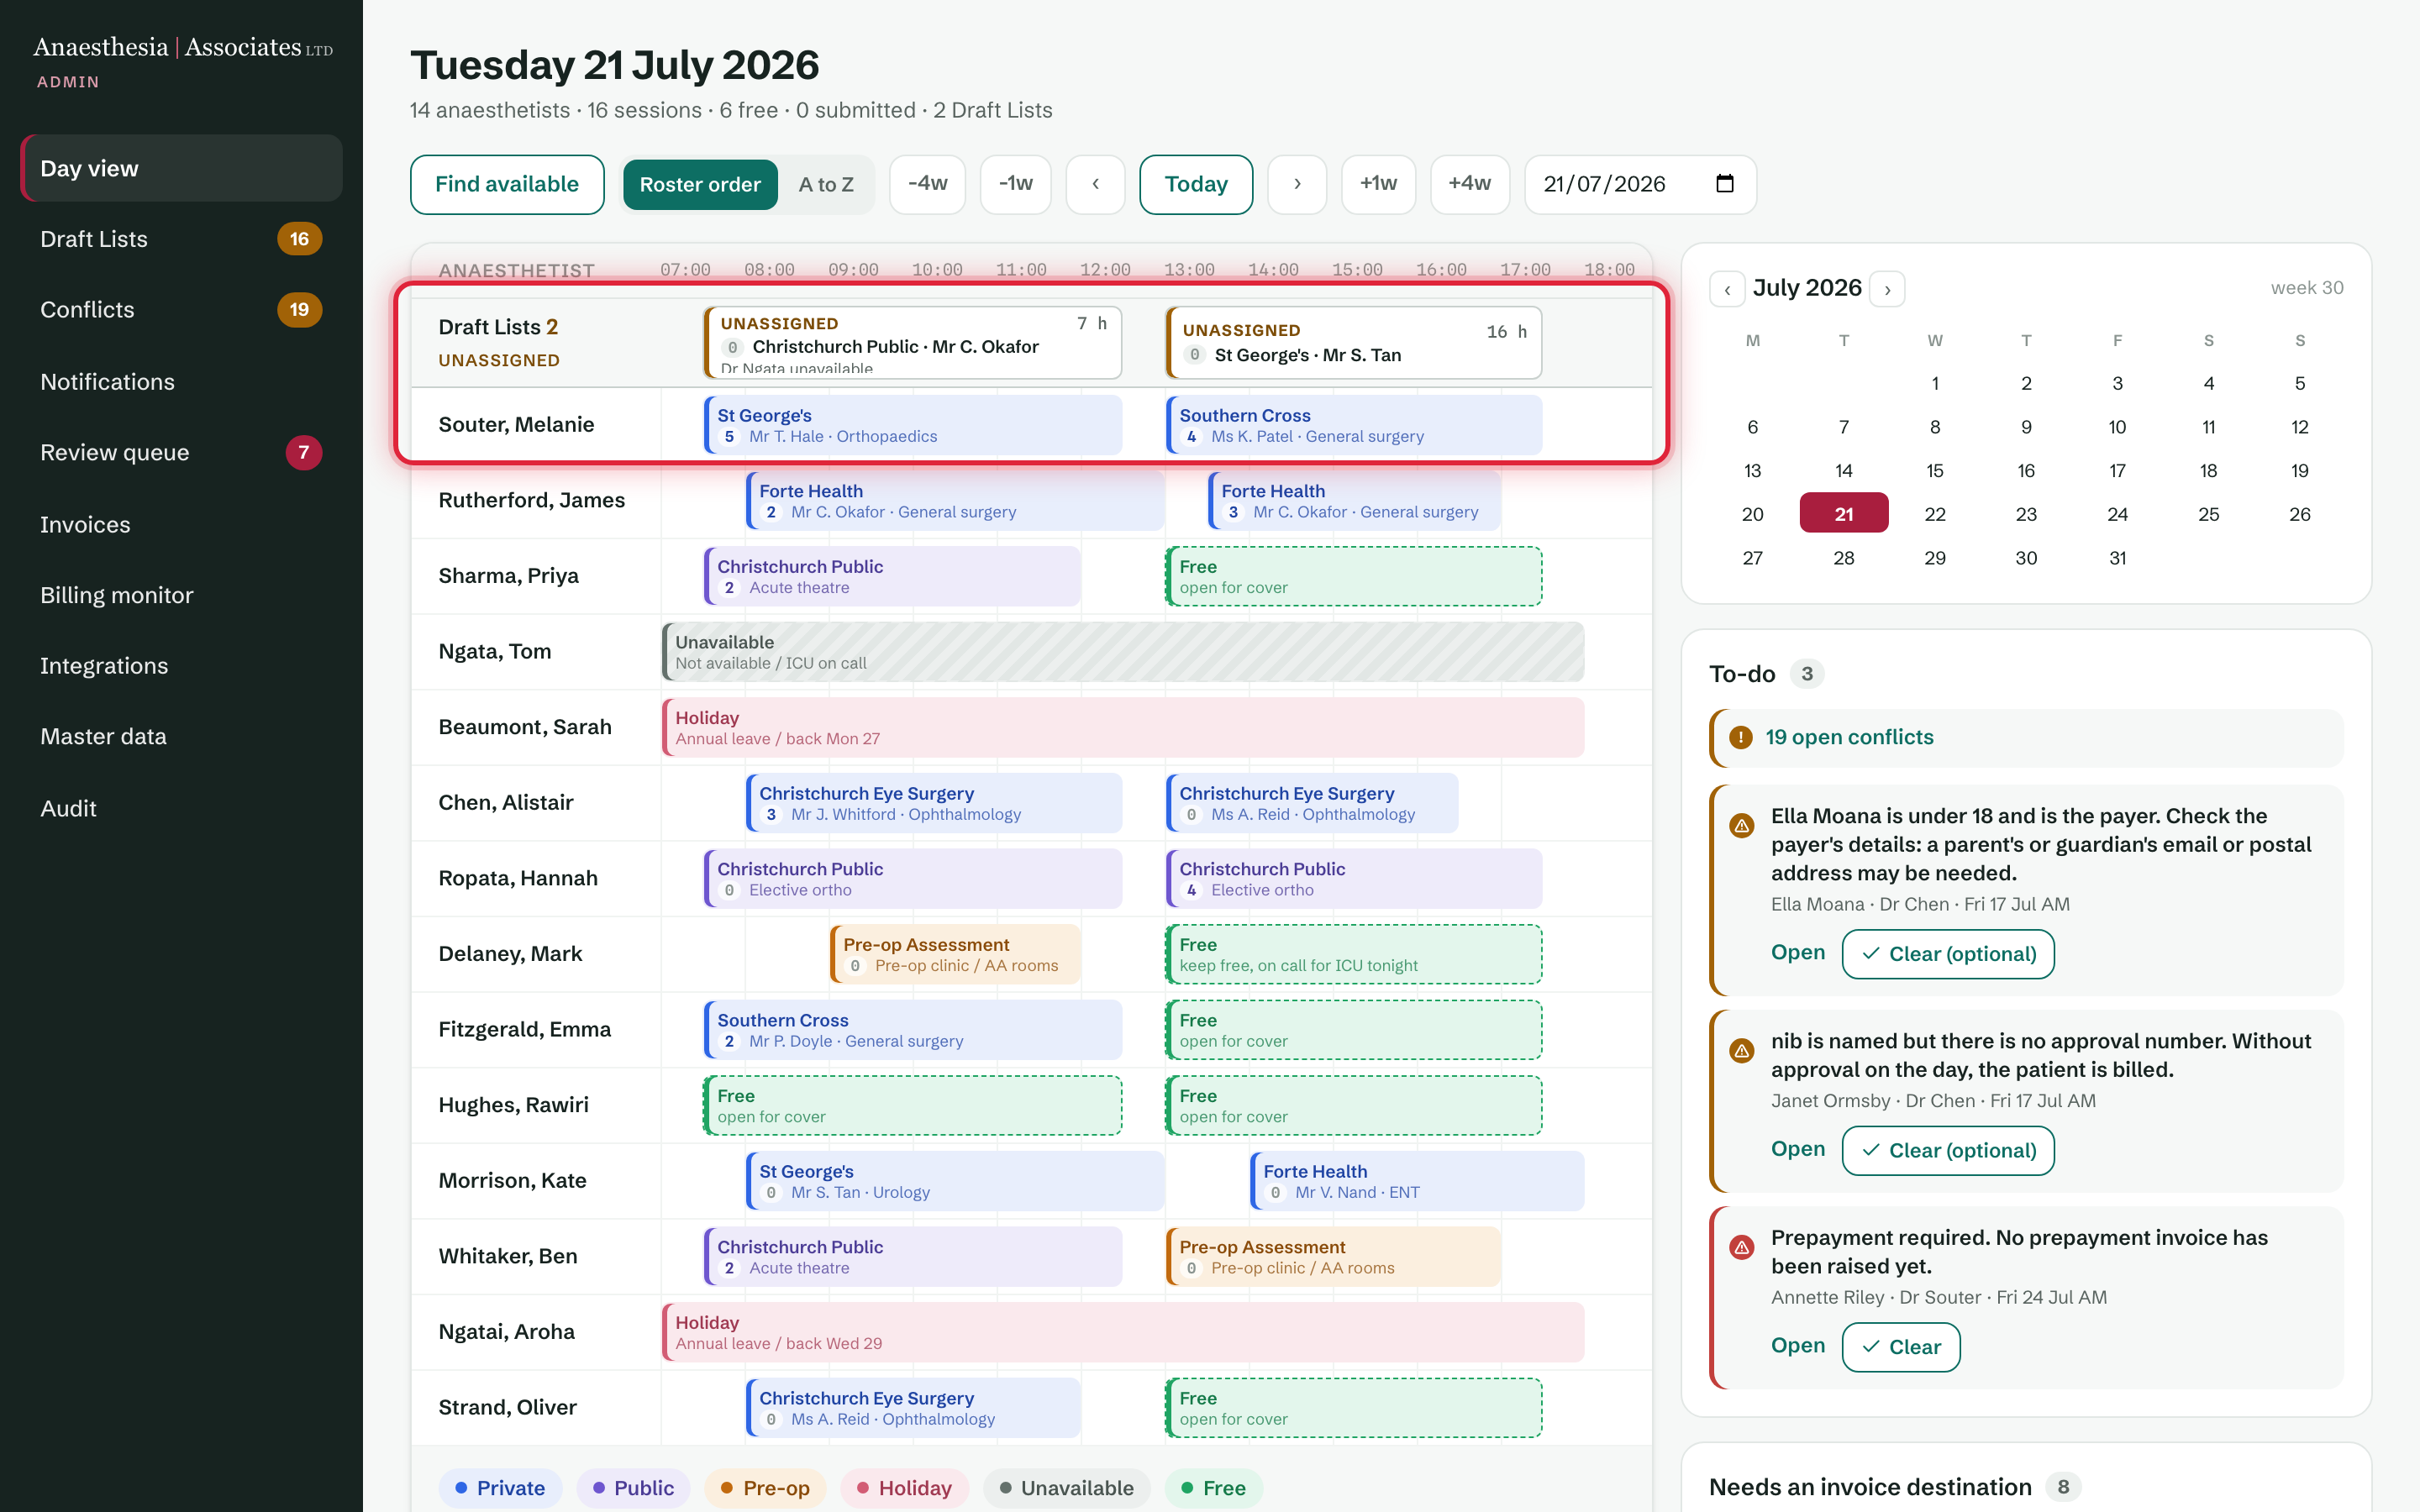 Anaesthesia | Associates LTD
ADMIN
Day view
Draft Lists 16
Conflicts 19
Notifications
Review queue 7
Invoices
Billing monitor
Integrations
Master data
Audit
Tuesday 21 July 2026
14 anaesthetists · 16 sessions · 6 free · 0 submitted · 2 Draft Lists
Find available Roster order A to Z -4w -1w ‹ Today › +1w +4w 21/07/2026
ANAESTHETIST 07:00 08:00 09:00 10:00 11:00 12:00 13:00 14:00 15:00 16:00 17:00 18:00
Draft Lists 2
UNASSIGNED
UNASSIGNED 7 h
0 Christchurch Public · Mr C. Okafor
Dr Ngata unavailable
UNASSIGNED 16 h
0 St George's · Mr S. Tan
Souter, Melanie
St George's
5 Mr T. Hale · Orthopaedics
Southern Cross
4 Ms K. Patel · General surgery
Rutherford, James
Forte Health
2 Mr C. Okafor · General surgery
Forte Health
3 Mr C. Okafor · General surgery
Sharma, Priya
Christchurch Public
2 Acute theatre
Free
open for cover
Ngata, Tom
Unavailable
Not available / ICU on call
Beaumont, Sarah
Holiday
Annual leave / back Mon 27
Chen, Alistair
Christchurch Eye Surgery
3 Mr J. Whitford · Ophthalmology
Christchurch Eye Surgery
0 Ms A. Reid · Ophthalmology
Ropata, Hannah
Christchurch Public
0 Elective ortho
Christchurch Public
4 Elective ortho
Delaney, Mark
Pre-op Assessment
0 Pre-op clinic / AA rooms
Free
keep free, on call for ICU tonight
Fitzgerald, Emma
Southern Cross
2 Mr P. Doyle · General surgery
Free
open for cover
Hughes, Rawiri
Free
open for cover
Free
open for cover
Morrison, Kate
St George's
0 Mr S. Tan · Urology
Forte Health
0 Mr V. Nand · ENT
Whitaker, Ben
Christchurch Public
2 Acute theatre
Pre-op Assessment
0 Pre-op clinic / AA rooms
Ngatai, Aroha
Holiday
Annual leave / back Wed 29
Strand, Oliver
Christchurch Eye Surgery
0 Ms A. Reid · Ophthalmology
Free
open for cover
Private Public Pre-op Holiday Unavailable Free
‹ July 2026 › week 30
M T W T F S S
1 2 3 4 5
6 7 8 9 10 11 12
13 14 15 16 17 18 19
20 21 22 23 24 25 26
27 28 29 30 31
To-do 3
19 open conflicts
Ella Moana is under 18 and is the payer. Check the
payer's details: a parent's or guardian's email or postal
address may be needed.
Ella Moana · Dr Chen · Fri 17 Jul AM
Open ✓ Clear (optional)
nib is named but there is no approval number. Without
approval on the day, the patient is billed.
Janet Ormsby · Dr Chen · Fri 17 Jul AM
Open ✓ Clear (optional)
Prepayment required. No prepayment invoice has
been raised yet.
Annette Riley · Dr Souter · Fri 24 Jul AM
Open ✓ Clear
Needs an invoice destination 8